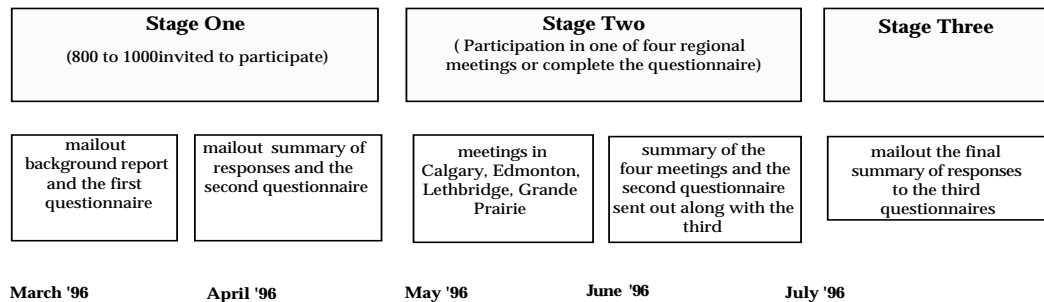 Stage One
(800 to 1000invited to participate)
Stage Two
( Participation in one of four regional
meetings or complete the questionnaire)
Stage Three
mailout
background report
and the first
questionnaire
mailout summary of
responses and the
second questionnaire
meetings in
Calgary, Edmonton,
Lethbridge, Grande
Prairie
summary of the
four meetings and the
second questionnaire
sent out along with the
third
mailout the final
summary of responses
to the third
questionnaires
March '96
April '96
May '96
June '96
July '96